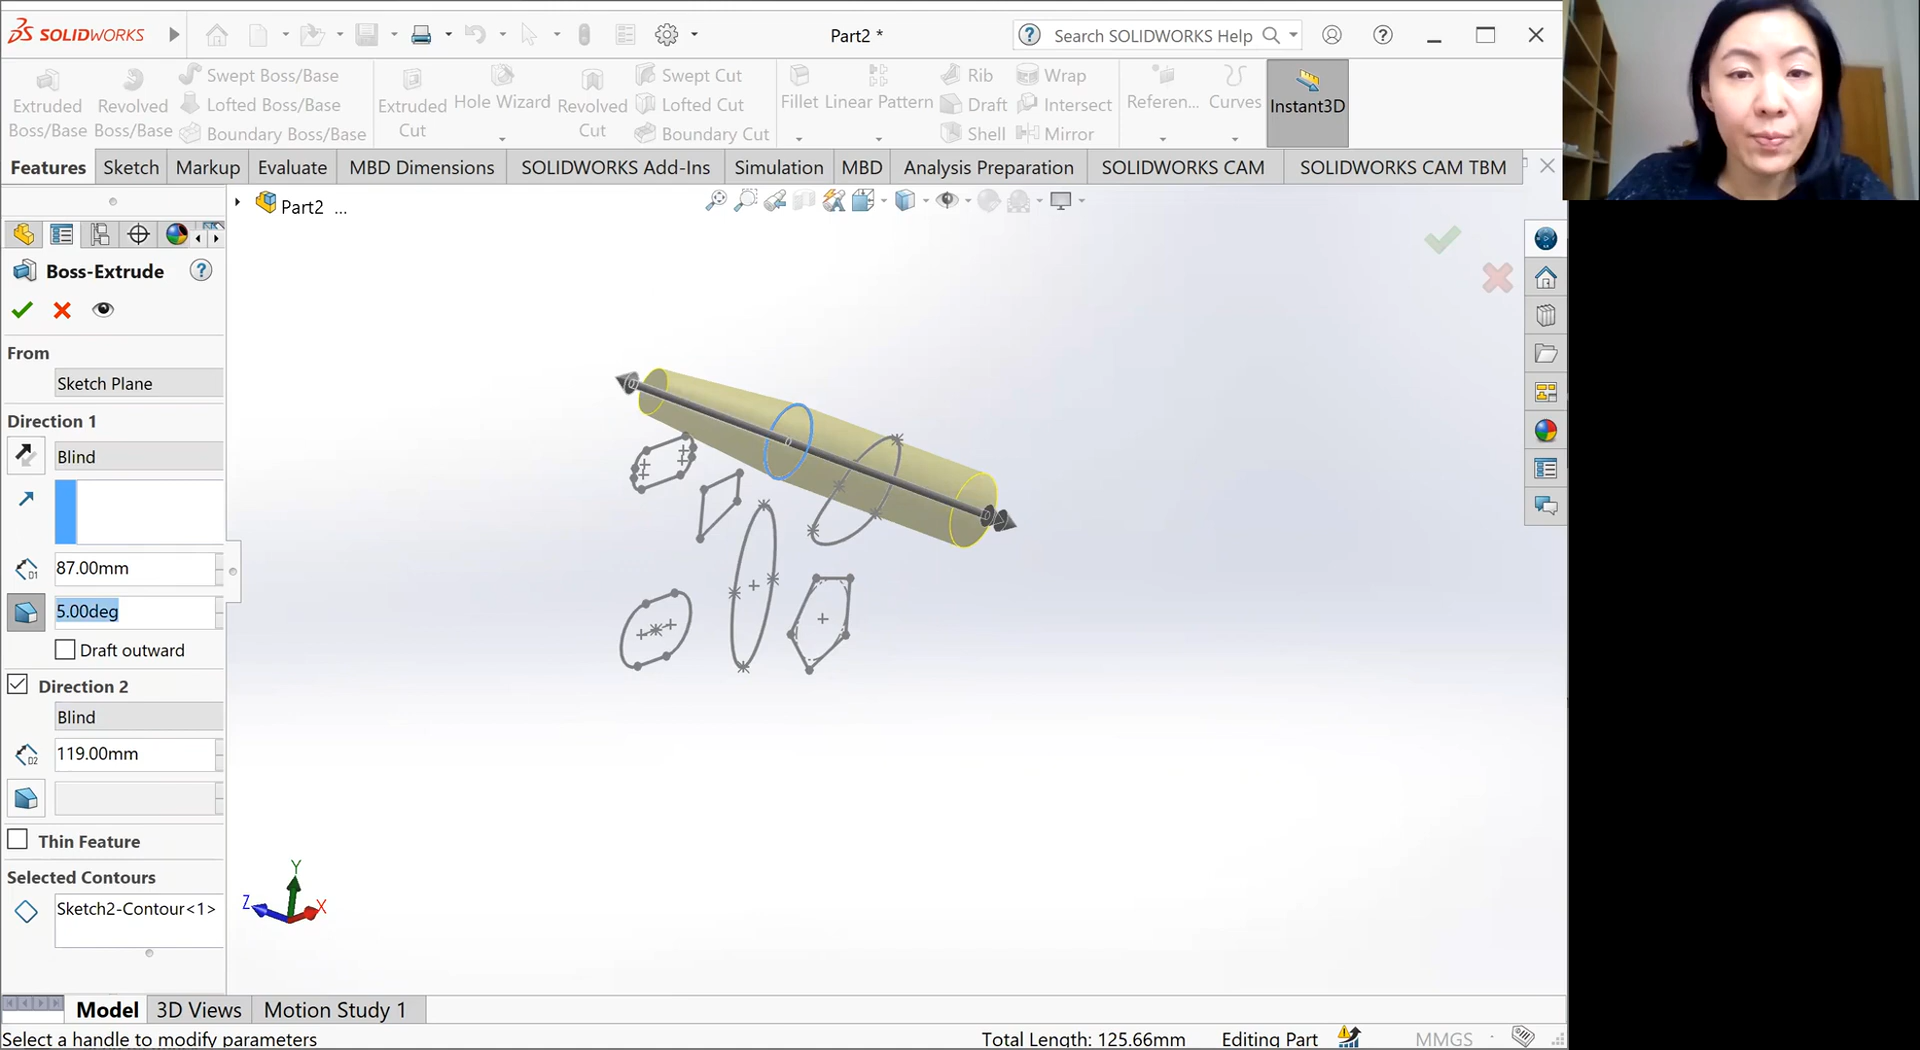 SOLIDWORKS
Part2 *
Search SOLIDWORKS Help
Extruded Boss/Base
Revolved Boss/Base
Swept Boss/Base
Lofted Boss/Base
Boundary Boss/Base
Extruded Cut
Hole Wizard
Revolved Cut
Swept Cut
Lofted Cut
Boundary Cut
Fillet
Linear Pattern
Rib
Draft
Shell
Wrap
Intersect
Mirror
Referen...
Curves
Instant3D
Features
Sketch
Markup
Evaluate
MBD Dimensions
SOLIDWORKS Add-Ins
Simulation
MBD
Analysis Preparation
SOLIDWORKS CAM
SOLIDWORKS CAM TBM
Part2 ...
Boss-Extrude
From
Sketch Plane
Direction 1
Blind
D1
87.00mm
5.00deg
Draft outward
Direction 2
Blind
D2
119.00mm
Thin Feature
Selected Contours
Sketch2-Contour<1>
Y
Z
X
Model
3D Views
Motion Study 1
Select a handle to modify parameters
Total Length: 125.66mm
Editing Part
MMGS